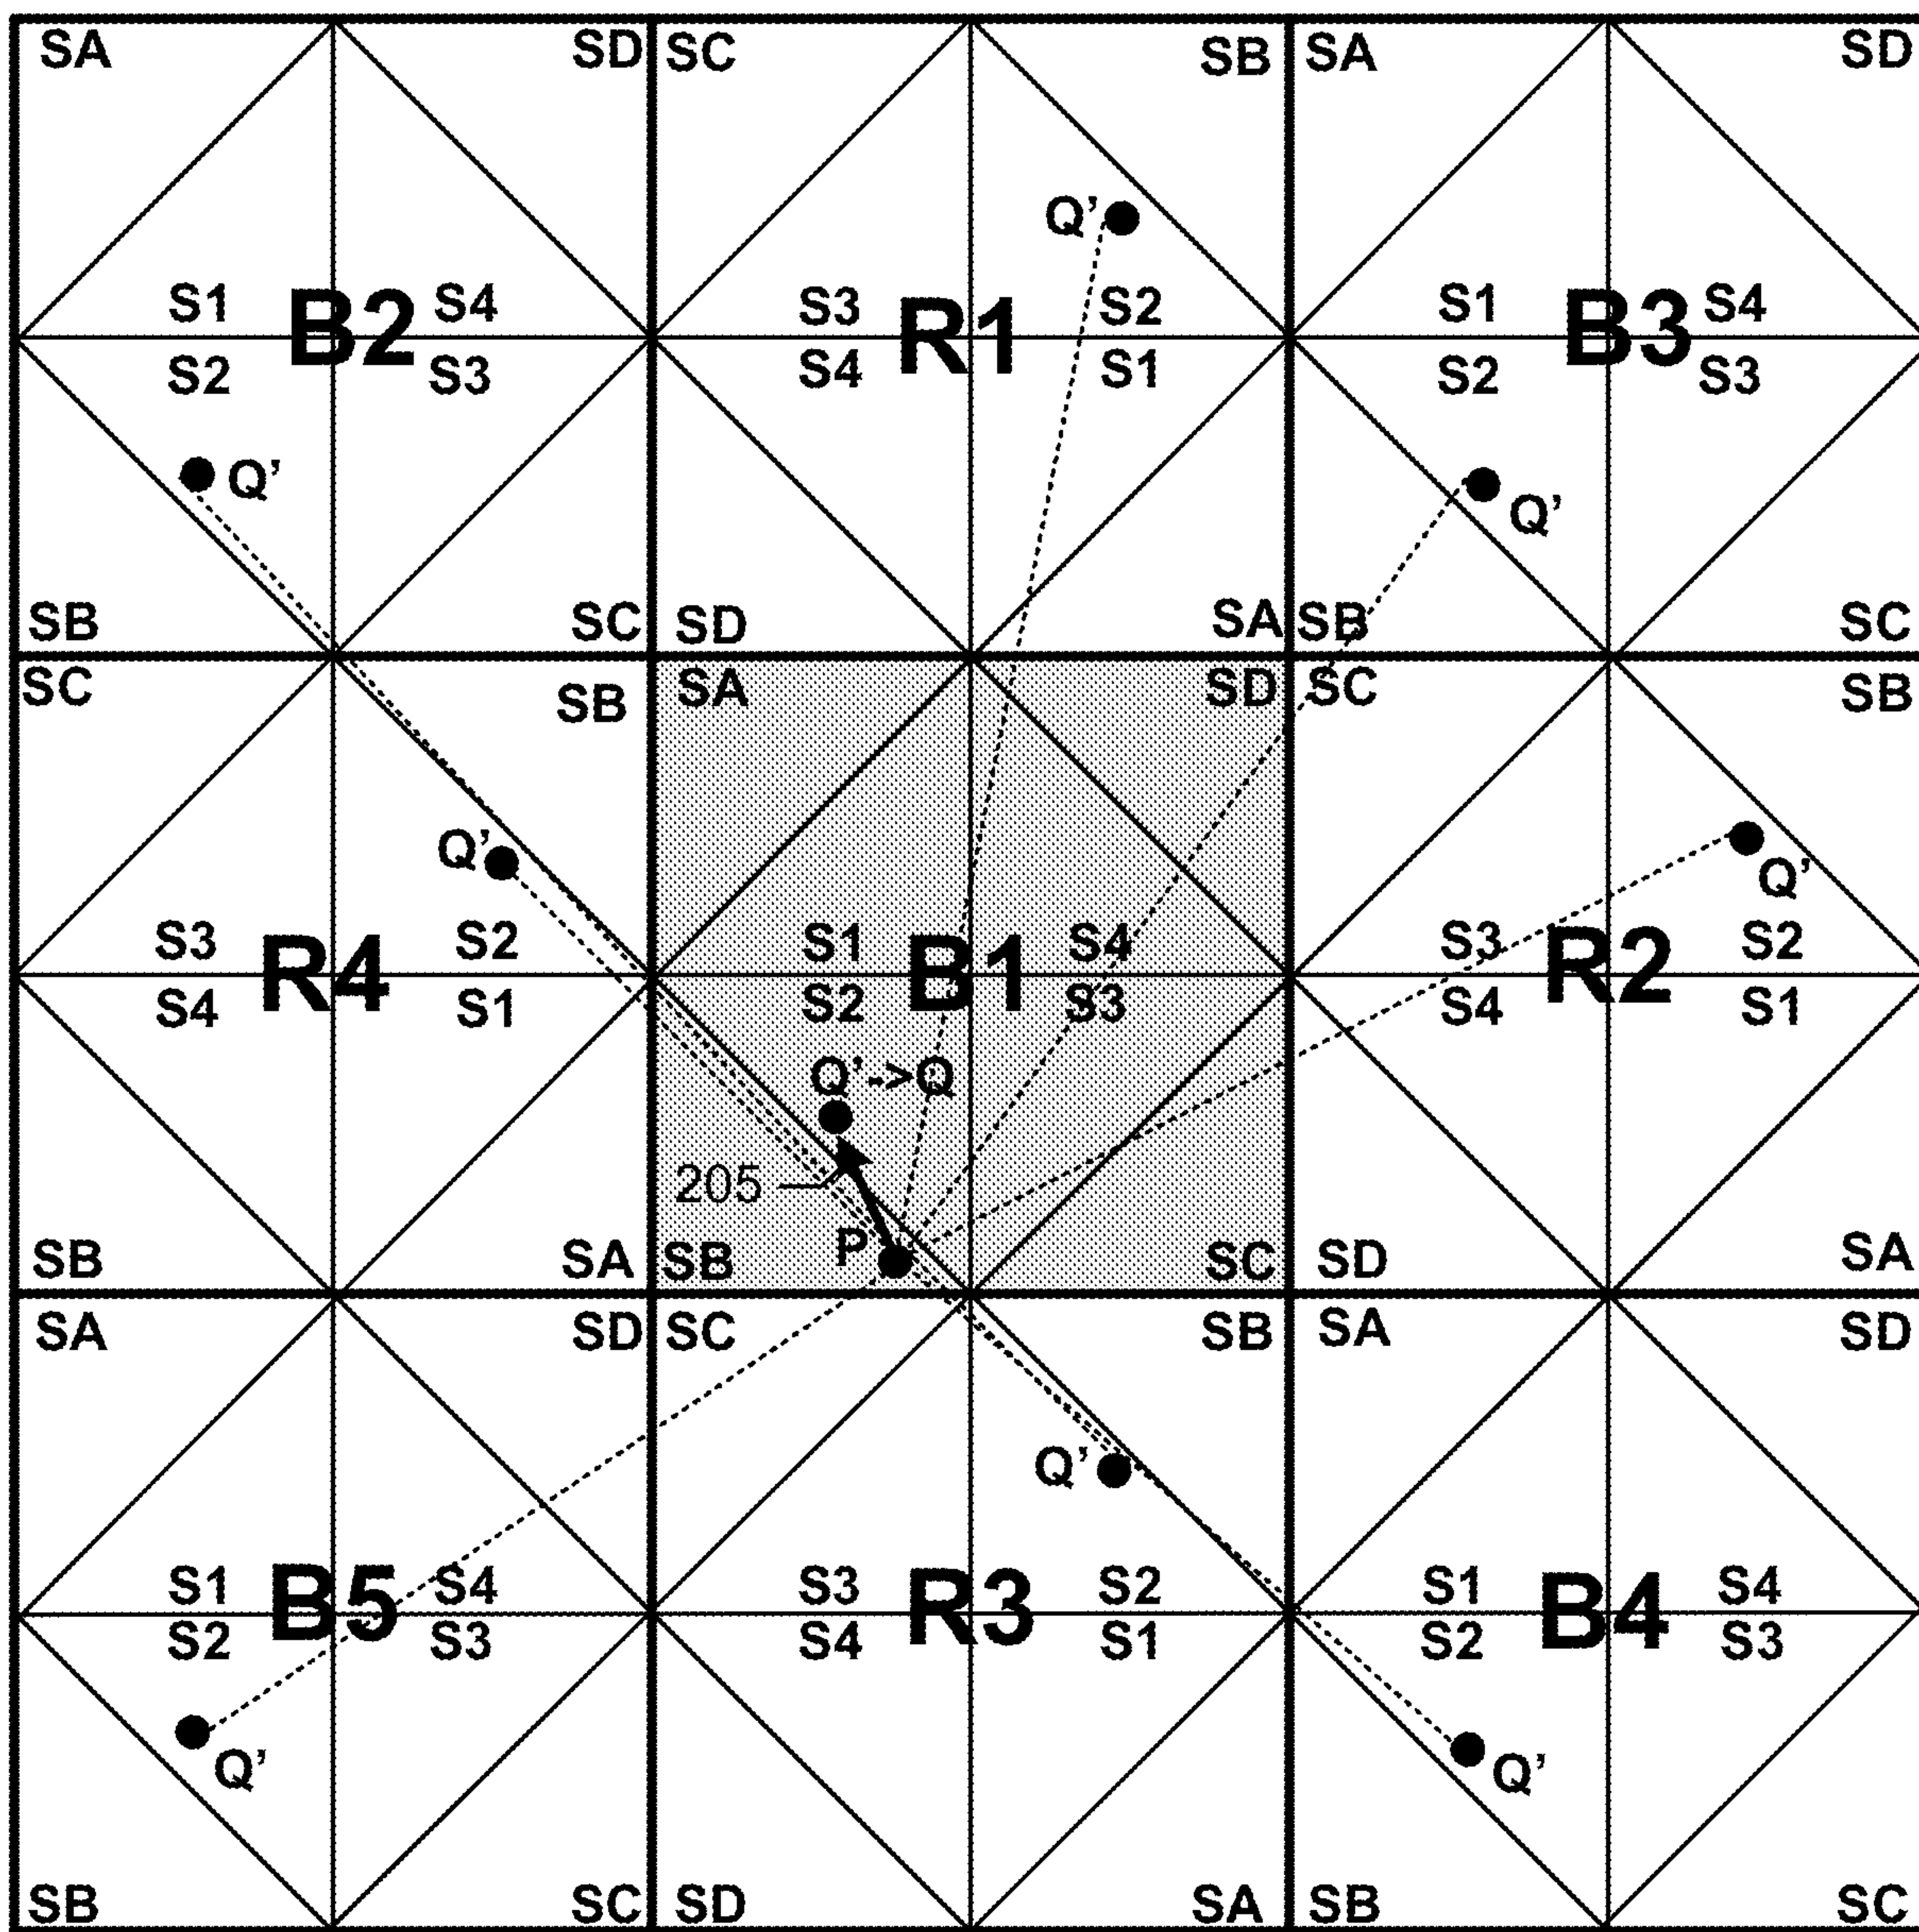 SA SD SC SB SA SD
Q’
S1 B2 S4 S3 R1 S2 S1 B3 S4
S2 S3 S4 S1 S2 S3
Q’ Q’
SB SC SD SA SB SC
SC SB SA SD SC SB
Q’ Q’
S3 R4 S2 S1 B1 S4 S3 R2 S2
S4 S1 S2 S3 S4 S1
Q’->Q
205
P
SB SA SB SC SD SA
SA SD SC SB SA SD
Q’
S1 B5 S4 S3 R3 S2 S1 B4 S4
S2 S3 S4 S1 S2 S3
Q’ Q’
SB SC SD SA SB SC